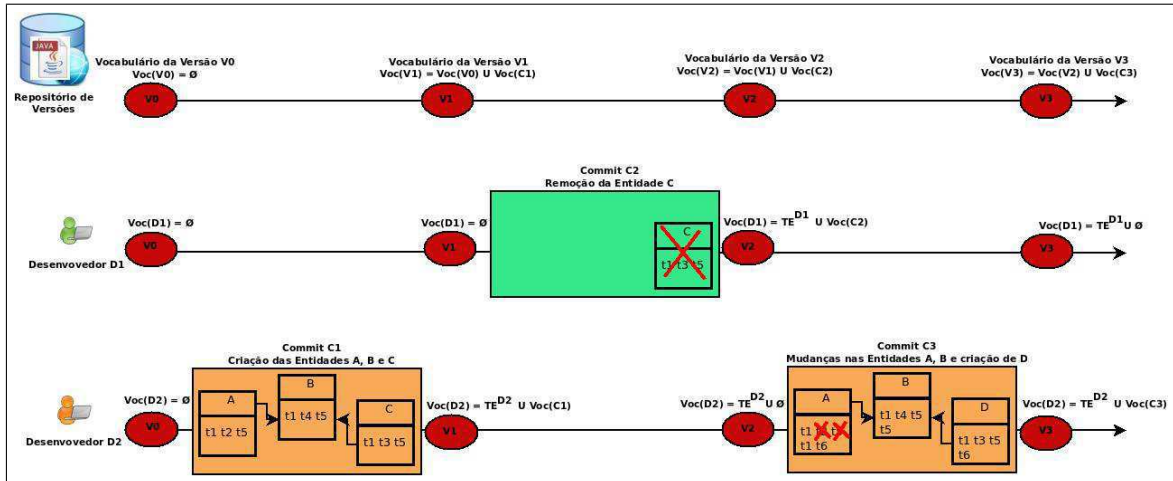 JAVA
Repositório de
Versões
Vocabulário da Versão V0
Voc(V0) = Ø
V0
Vocabulário da Versão V1
Voc(V1) = Voc(V0) U Voc(C1)
V1
Vocabulário da Versão V2
Voc(V2) = Voc(V1) U Voc(C2)
V2
Vocabulário da Versão V3
Voc(V3) = Voc(V2) U Voc(C3)
V3
Desenvovedor D1
Voc(D1) = Ø
V0
Voc(D1) = Ø
V1
Commit C2
Remoção da Entidade C
C
t1 t3 t5
Voc(D1) = TE^D1 U Voc(C2)
V2
Voc(D1) = TE^D1 U Ø
V3
Desenvovedor D2
Voc(D2) = Ø
V0
Commit C1
Criação das Entidades A, B e C
A
t1 t2 t5
B
t1 t4 t5
C
t1 t3 t5
Voc(D2) = TE^D2 U Voc(C1)
V1
Voc(D2) = TE^D2 U Ø
V2
Commit C3
Mudanças nas Entidades A, B e criação de D
A
t1
t1 t6
B
t1 t4 t5
t5
D
t1 t3 t5
t6
Voc(D2) = TE^D2 U Voc(C3)
V3